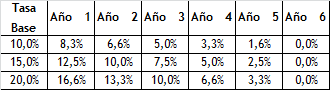 Tasa Base Año 1 Año 2 Año 3 Año 4 Año 5 Año 6
10,0% 8,3% 6,6% 5,0% 3,3% 1,6% 0,0%
15,0% 12,5% 10,0% 7,5% 5,0% 2,5% 0,0%
20,0% 16,6% 13,3% 10,0% 6,6% 3,3% 0,0%